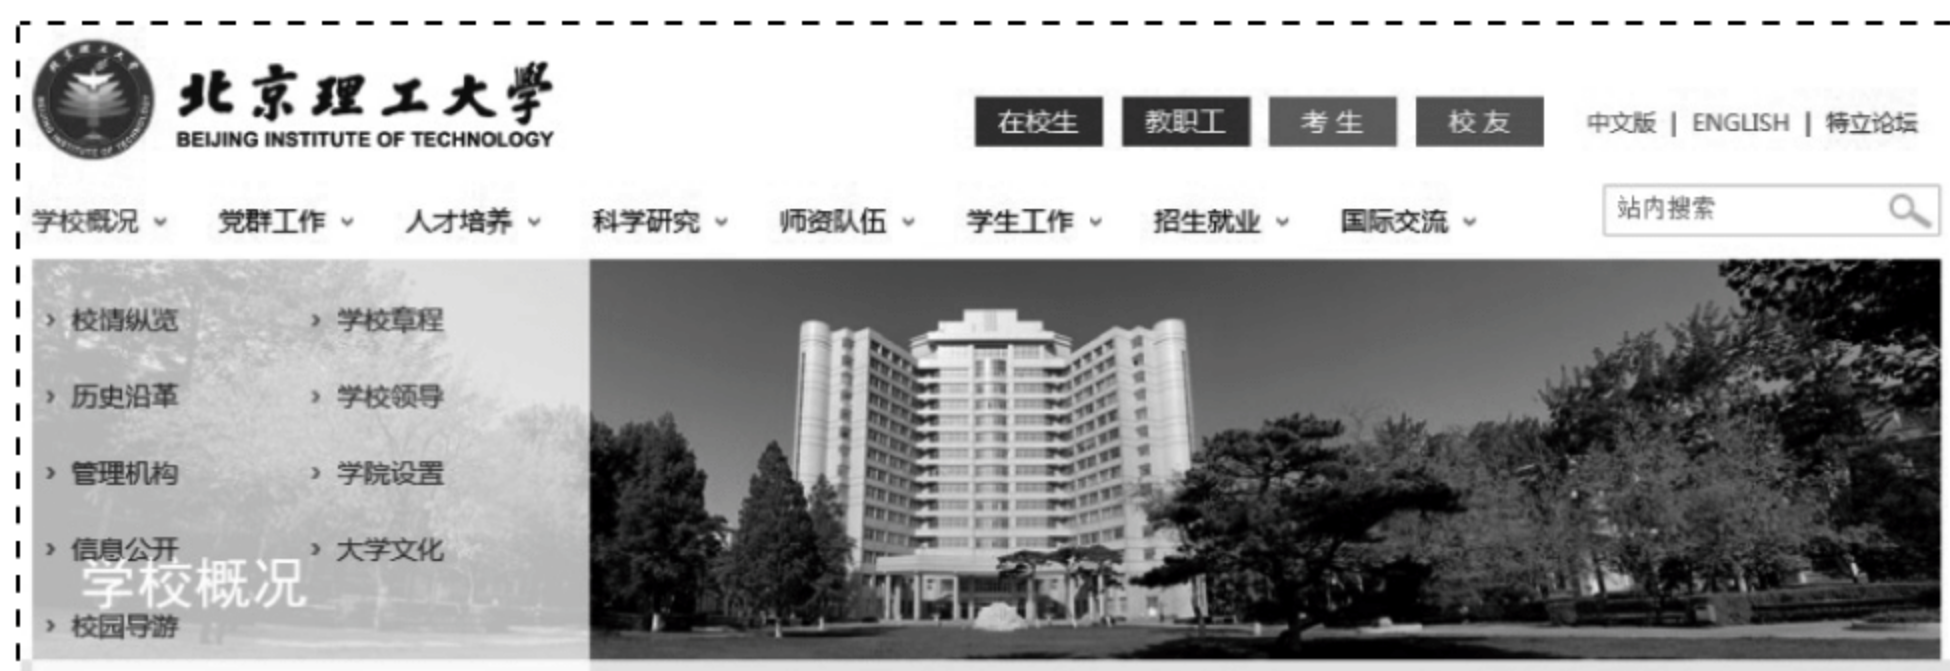 北京理工大學
BEIJING INSTITUTE OF TECHNOLOGY
在校生 教职工 考生 校友 中文版 | ENGLISH | 特立论坛
学校概况 党群工作 人才培养 科学研究 师资队伍 学生工作 招生就业 国际交流 站内搜索
› 校情纵览 › 学校章程
› 历史沿革 › 学校领导
› 管理机构 › 学院设置
› 信息公开 › 大学文化
学校概况
› 校园导游